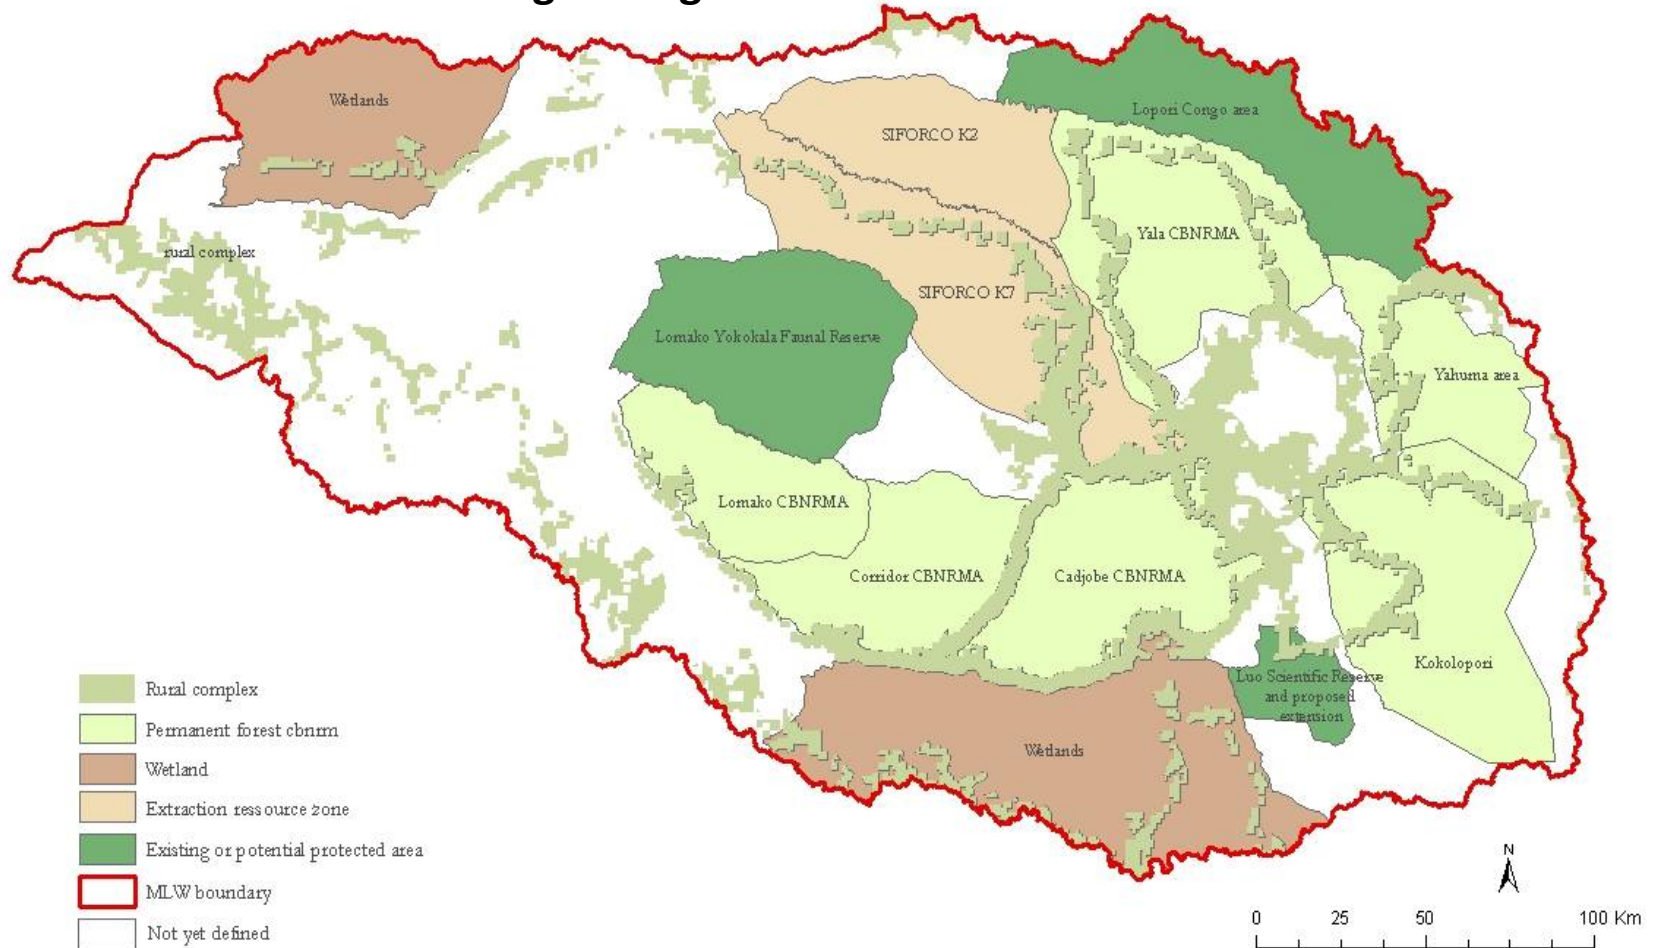 Wetlands
Lopori Congo area
SIFORCO K2
Yala CBNRMA
rural complex
SIFORCO K7
Lomako Yokokala Faunal Reserve
Yahuma area
Lomako CBNRMA
Corridor CBNRMA
Cadjobe CBNRMA
Kokolopori
Luo Scientific Reserve
and proposed
extension
Wetlands
Rural complex
Permanent forest cbnrm
Wetland
Extraction ressource zone
Existing or potential protected area
MLW boundary
Not yet defined
N
0 25 50 100 Km